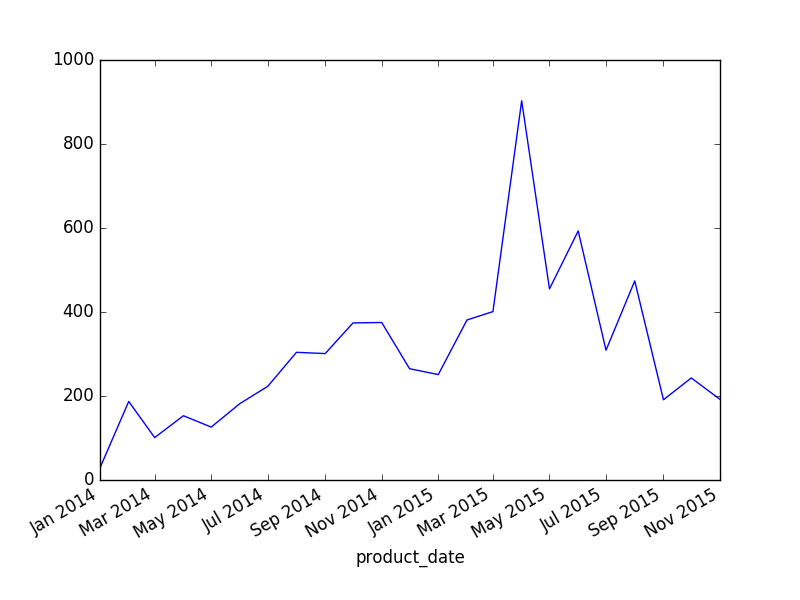 1000
800
600
400
200
0
Jan 2014
Mar 2014
May 2014
Jul 2014
Sep 2014
Nov 2014
Jan 2015
Mar 2015
May 2015
Jul 2015
Sep 2015
Nov 2015
product_date